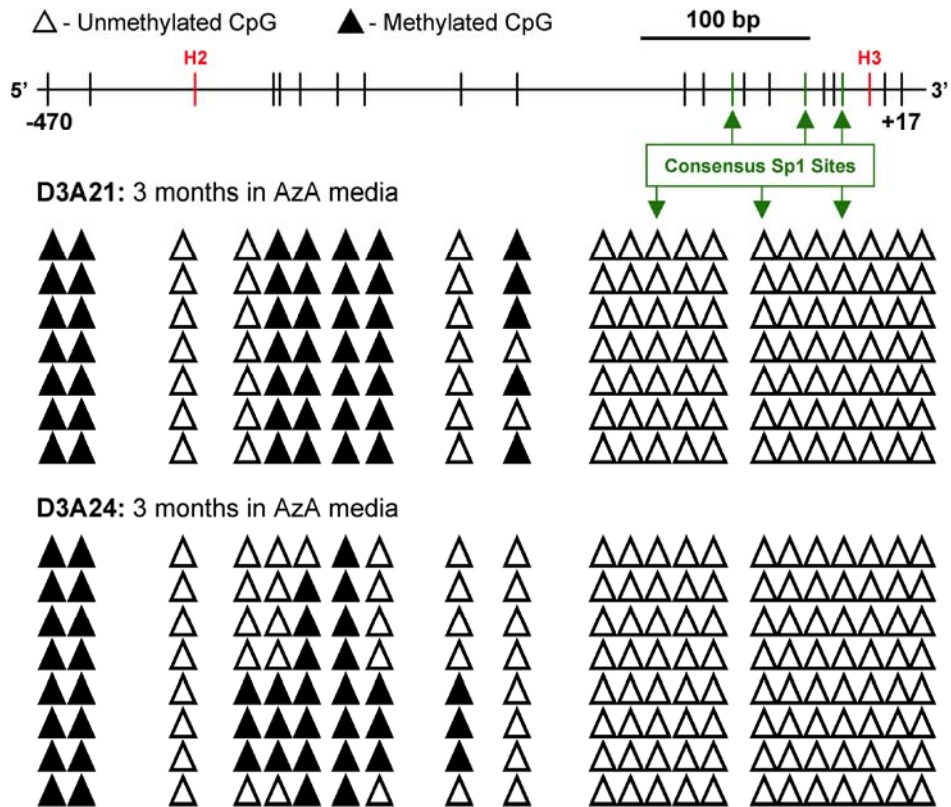 - Unmethylated CpG
- Methylated CpG
100 bp
H2
H3
5’
3’
-470
+17
Consensus Sp1 Sites
D3A21: 3 months in AzA media
D3A24: 3 months in AzA media